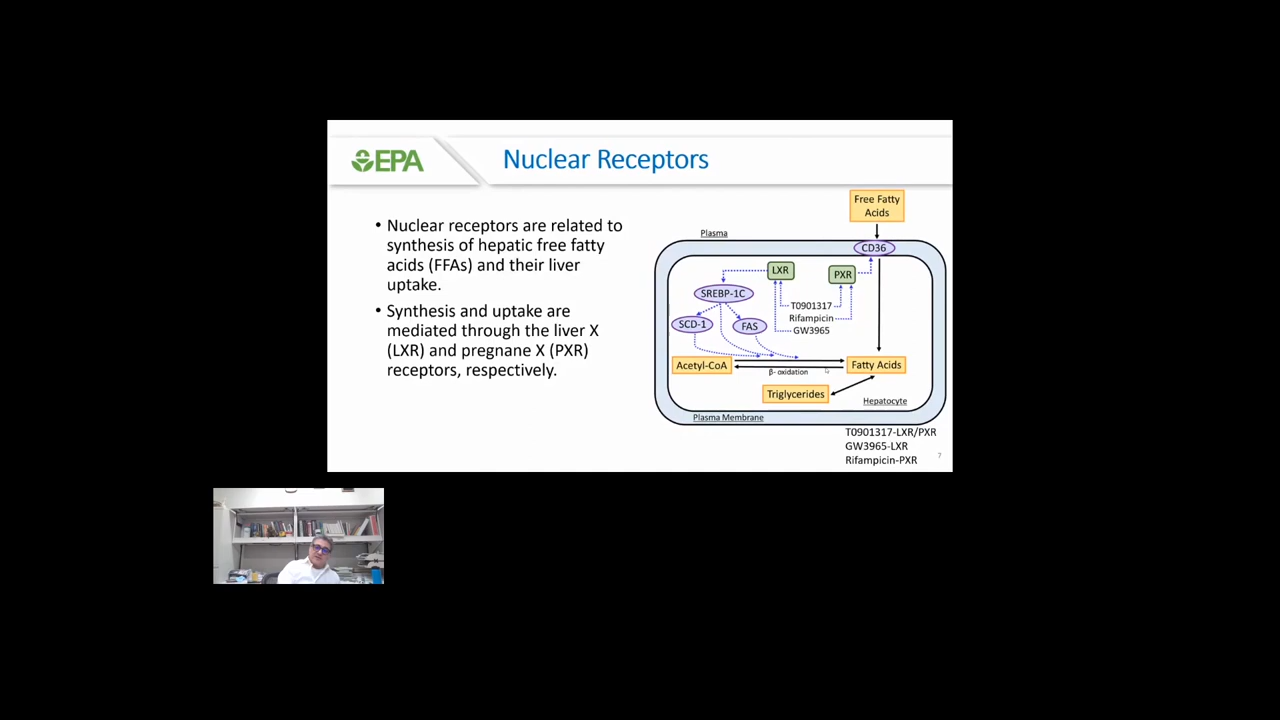 EPA
Nuclear Receptors
• Nuclear receptors are related to
synthesis of hepatic free fatty
acids (FFAs) and their liver
uptake.
• Synthesis and uptake are
mediated through the liver X
(LXR) and pregnane X (PXR)
receptors, respectively.
Free Fatty
Acids
Plasma
CD36
LXR
PXR
SREBP-1C
T0901317
Rifampicin
GW3965
SCD-1
FAS
Acetyl-CoA
β- oxidation
Fatty Acids
Triglycerides
Hepatocyte
Plasma Membrane
T0901317-LXR/PXR
GW3965-LXR
Rifampicin-PXR
7